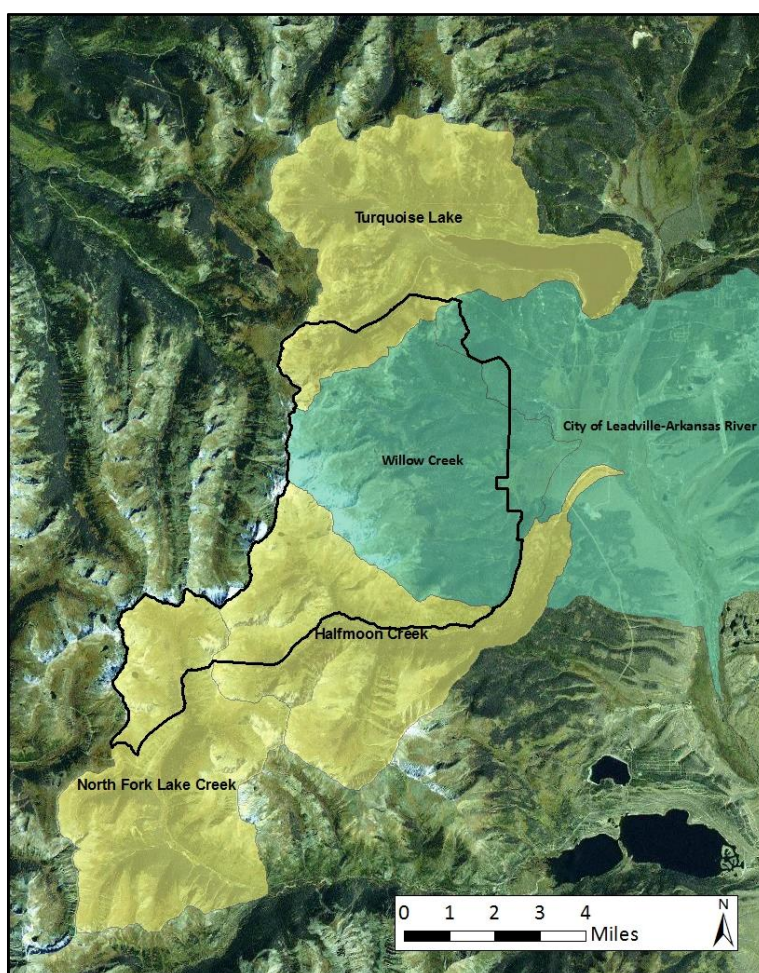 Turquoise Lake
City of Leadville-Arkansas River
Willow Creek
Halfmoon Creek
North Fork Lake Creek
0 1 2 3 4
Miles
N